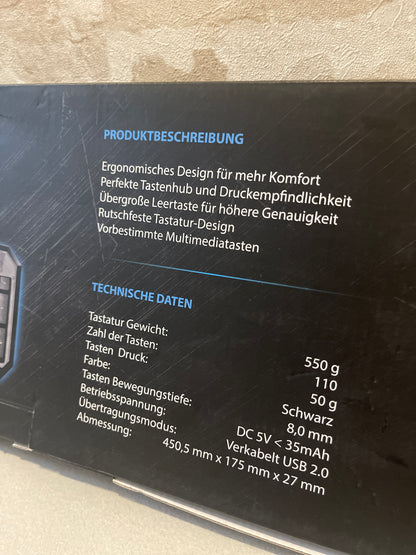 PRODUKTBESCHREIBUNG
Ergonomisches Design für mehr Komfort
Perfekte Tastenhub und Druckempfindlichkeit
Übergroße Leertaste für höhere Genauigkeit
Rutschfeste Tastatur-Design
Vorbestimmte Multimediatasten
TECHNISCHE DATEN
Tastatur Gewicht: 550 g
Zahl der Tasten: 110
Tasten Druck: 50 g
Farbe: Schwarz
Tasten Bewegungstiefe: 8,0 mm
Betriebsspannung: DC 5V < 35mAh
Übertragungsmodus: Verkabelt USB 2.0
Abmessung: 450,5 mm x 175 mm x 27 mm